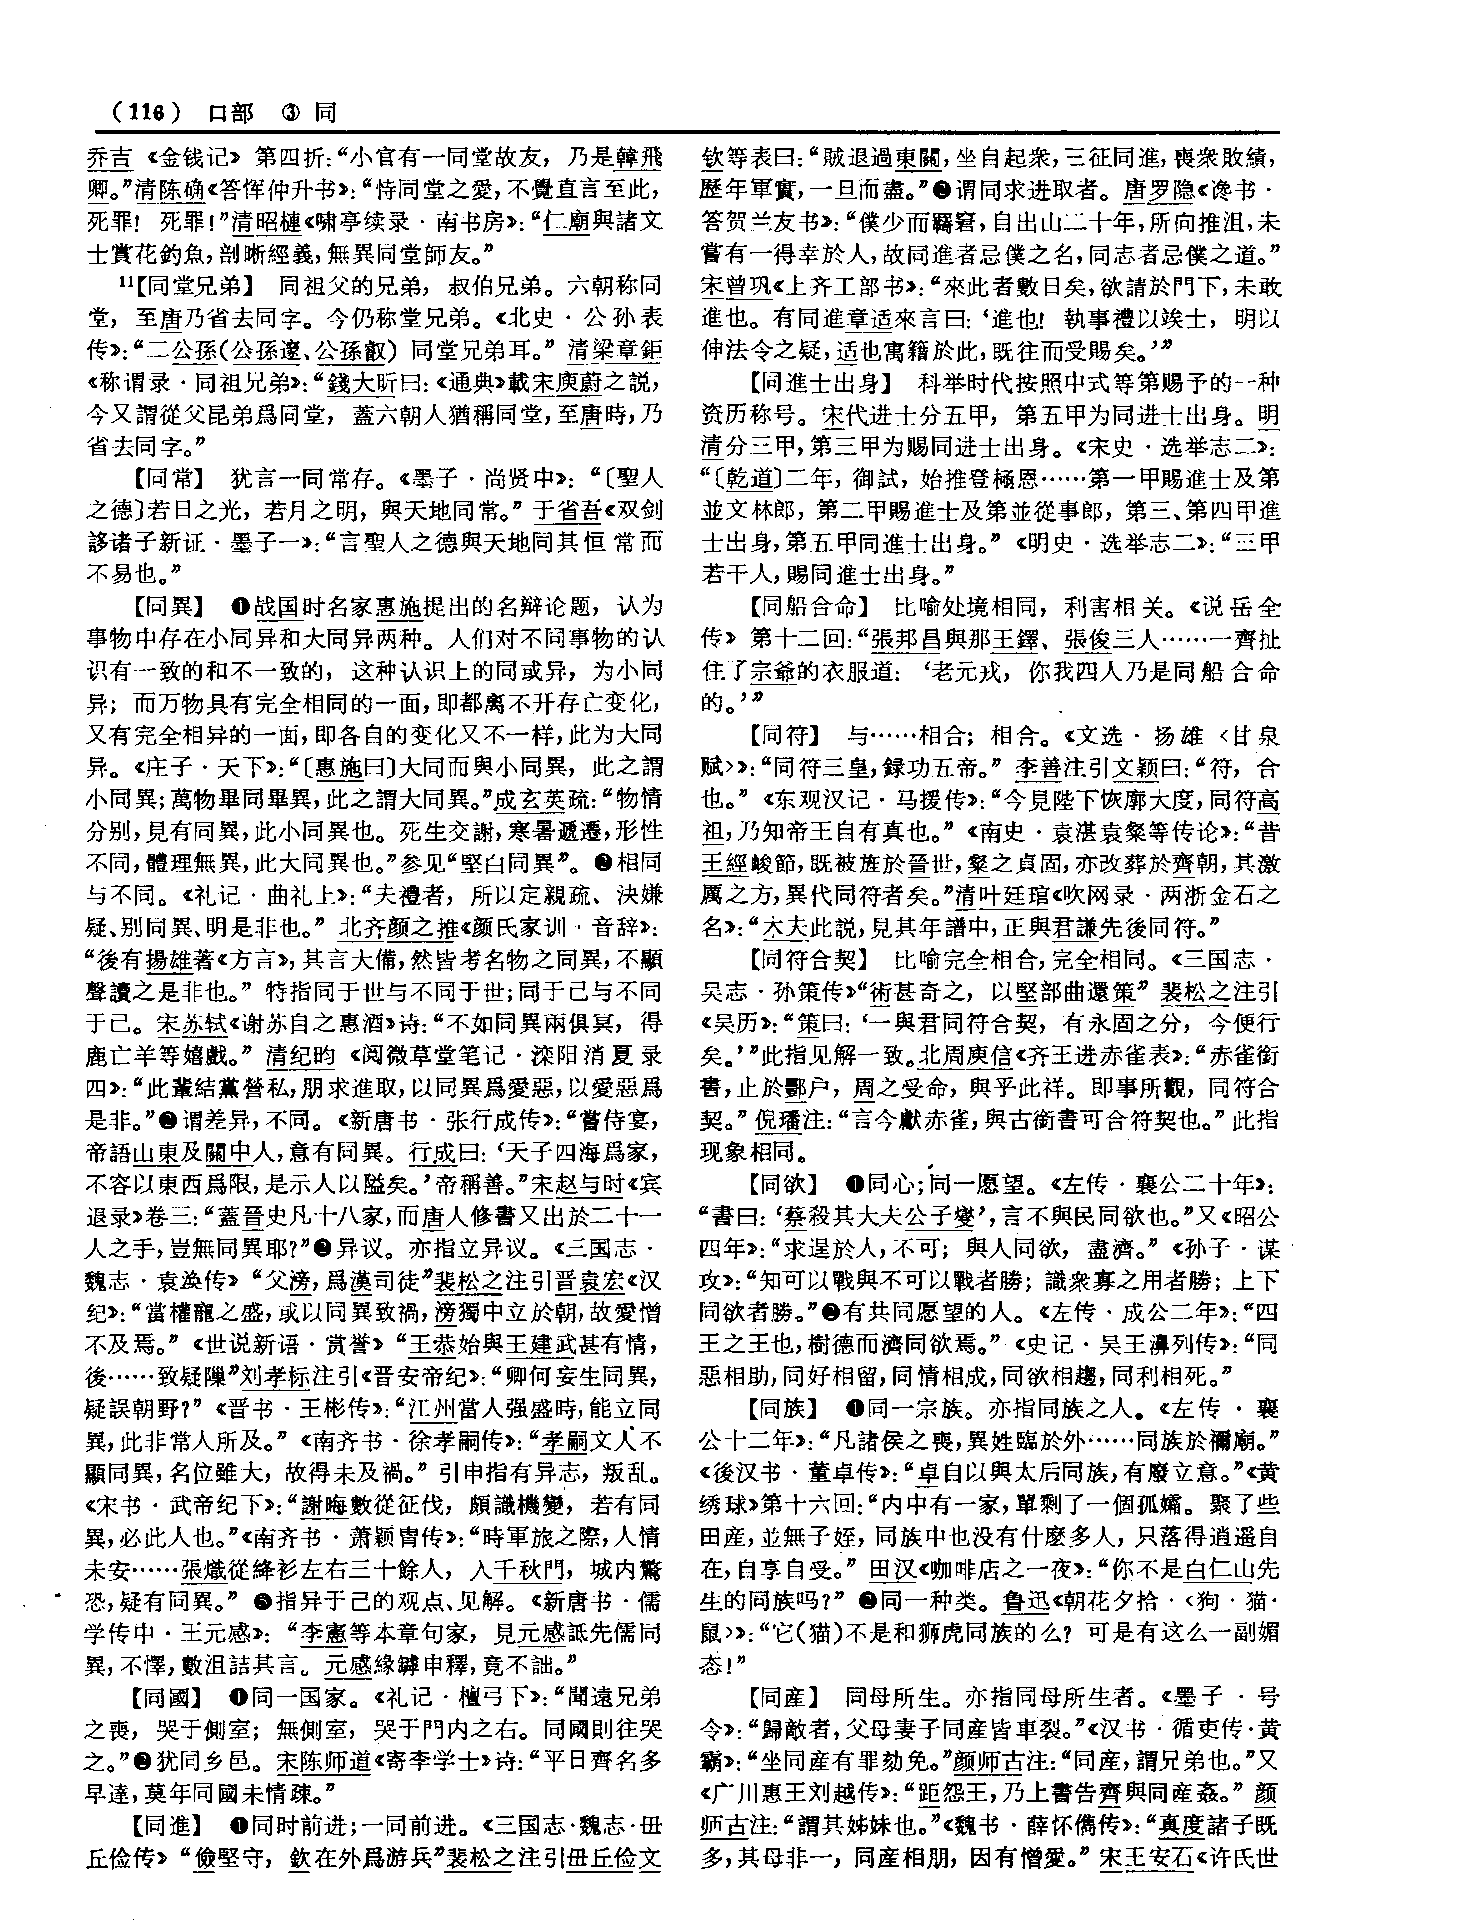 （116） 口部 ③ 同
乔吉《金钱记》第四折：“小官有一同堂故友，乃是韓飛
卿。”清陈确《答恽仲升书》：“恃同堂之愛，不覺直言至此，
死罪！死罪！”清昭槤《啸亭续录·南书房》：“仁廟與諸文
士賞花釣魚，剖晰經義，無異同堂師友。”
11【同堂兄弟】 同祖父的兄弟，叔伯兄弟。六朝称同
堂，至唐乃省去同字。今仍称堂兄弟。《北史·公孙表
传》：“二公孫（公孫邃、公孫叡）同堂兄弟耳。”清梁章鉅
《称谓录·同祖兄弟》：“錢大昕曰：《通典》載宋庾蔚之説，
今又謂從父昆弟爲同堂，蓋六朝人猶稱同堂，至唐時，乃
省去同字。”
【同常】 犹言一同常存。《墨子·尚贤中》：“〔聖人
之德〕若日之光，若月之明，與天地同常。”于省吾《双剑
誃诸子新证·墨子一》：“言聖人之德與天地同其恒常而
不易也。”
【同異】 ❶战国时名家惠施提出的名辩论题，认为
事物中存在小同异和大同异两种。人们对不同事物的认
识有一致的和不一致的，这种认识上的同或异，为小同
异；而万物具有完全相同的一面，即都离不开存亡变化，
又有完全相异的一面，即各自的变化又不一样，此为大同
异。《庄子·天下》：“〔惠施曰〕大同而與小同異，此之謂
小同異；萬物畢同畢異，此之謂大同異。”成玄英疏：“物情
分别，見有同異，此小同異也。死生交謝，寒暑遞遷，形性
不同，體理無異，此大同異也。”参见“堅白同異”。❷相同
与不同。《礼记·曲礼上》：“夫禮者，所以定親疏、決嫌
疑、别同異、明是非也。”北齐颜之推《颜氏家训·音辞》：
“後有揚雄著《方言》，其言大備，然皆考名物之同異，不顯
聲讀之是非也。”特指同于世与不同于世；同于己与不同
于己。宋苏轼《谢苏自之惠酒》诗：“不如同異兩俱冥，得
鹿亡羊等嬉戲。”清纪昀《阅微草堂笔记·滦阳消夏录
四》：“此輩結黨營私，朋求進取，以同異爲愛惡，以愛惡爲
是非。”❸谓差异，不同。《新唐书·张行成传》：“嘗侍宴，
帝語山東及關中人，意有同異。行成曰：‘天子四海爲家，
不容以東西爲限，是示人以隘矣。’帝稱善。”宋赵与时《宾
退录》卷三：“蓋晉史凡十八家，而唐人修書又出於二十一
人之手，豈無同異耶？”❹异议。亦指立异议。《三国志·
魏志·袁涣传》“父滂，爲漢司徒”裴松之注引晋袁宏《汉
纪》：“當權寵之盛，或以同異致禍，滂獨中立於朝，故愛憎
不及焉。”《世说新语·赏誉》“王恭始與王建武甚有情，
後……致疑隟”刘孝标注引《晋安帝纪》：“卿何妄生同異，
疑誤朝野？”《晋书·王彬传》：“江州當人强盛時，能立同
異，此非常人所及。”《南齐书·徐孝嗣传》：“孝嗣文人不
顯同異，名位雖大，故得未及禍。”引申指有异志，叛乱。
《宋书·武帝纪下》：“謝晦數從征伐，頗識機變，若有同
異，必此人也。”《南齐书·萧颖胄传》：“時軍旅之際，人情
未安……張熾從絳衫左右三十餘人，入千秋門，城内驚
恐，疑有同異。”❺指异于己的观点、见解。《新唐书·儒
学传中·王元感》：“李憲等本章句家，見元感詆先儒同
異，不懌，數沮詰其言。元感緣罅申釋，竟不詘。”
【同國】 ❶同一国家。《礼记·檀弓下》：“聞遠兄弟
之喪，哭于側室；無側室，哭于門内之右。同國則往哭
之。”❷犹同乡邑。宋陈师道《寄李学士》诗：“平日齊名多
早達，莫年同國未情疎。”
【同進】 ❶同时前进；一同前进。《三国志·魏志·毌
丘俭传》“儉堅守，欽在外爲游兵”裴松之注引毌丘俭文
钦等表曰：“賊退過東關，坐自起衆，三征同進，喪衆敗績，
歷年軍實，一旦而盡。”❷谓同求进取者。唐罗隐《谗书·
答贺兰友书》：“僕少而羈窘，自出山二十年，所向推沮，未
嘗有一得幸於人，故同進者忌僕之名，同志者忌僕之道。”
宋曾巩《上齐工部书》：“來此者數日矣，欲請於門下，未敢
進也。有同進章适來言曰：‘進也！執事禮以竢士，明以
伸法令之疑，适也寓籍於此，既往而受賜矣。’”
【同進士出身】 科举时代按照中式等第赐予的一种
资历称号。宋代进士分五甲，第五甲为同进士出身。明
清分三甲，第三甲为赐同进士出身。《宋史·选举志二》：
“〔乾道〕二年，御試，始推登極恩……第一甲賜進士及第
並文林郎，第二甲賜進士及第並從事郎，第三、第四甲進
士出身，第五甲同進士出身。”《明史·选举志二》：“三甲
若干人，賜同進士出身。”
【同船合命】 比喻处境相同，利害相关。《说岳全
传》第十二回：“張邦昌與那王鐸、張俊三人……一齊扯
住了宗爺的衣服道：‘老元戎，你我四人乃是同船合命
的。’”
【同符】 与……相合；相合。《文选·扬雄〈甘泉
赋〉》：“同符三皇，録功五帝。”李善注引文颖曰：“符，合
也。”《东观汉记·马援传》：“今見陛下恢廓大度，同符高
祖，乃知帝王自有真也。”《南史·袁湛袁粲等传论》：“昔
王經峻節，既被旌於晉世，粲之貞固，亦改葬於齊朝，其激
厲之方，異代同符者矣。”清叶廷琯《吹网录·两浙金石之
名》：“木夫此説，見其年譜中，正與君謙先後同符。”
【同符合契】 比喻完全相合，完全相同。《三国志·
吴志·孙策传》“術甚奇之，以堅部曲還策”裴松之注引
《吴历》：“策曰：‘一與君同符合契，有永固之分，今便行
矣。’”此指见解一致。北周庾信《齐王进赤雀表》：“赤雀銜
書，止於酆户，周之受命，興乎此祥。即事所觀，同符合
契。”倪璠注：“言今獻赤雀，與古銜書可合符契也。”此指
现象相同。
【同欲】 ❶同心；同一愿望。《左传·襄公二十年》：
“書曰：‘蔡殺其大夫公子燮’，言不與民同欲也。”又《昭公
四年》：“求逞於人，不可；與人同欲，盡濟。”《孙子·谋
攻》：“知可以戰與不可以戰者勝；識衆寡之用者勝；上下
同欲者勝。”❷有共同愿望的人。《左传·成公二年》：“四
王之王也，樹德而濟同欲焉。”《史记·吴王濞列传》：“同
惡相助，同好相留，同情相成，同欲相趨，同利相死。”
【同族】 ❶同一宗族。亦指同族之人。《左传·襄
公十二年》：“凡諸侯之喪，異姓臨於外……同族於禰廟。”
《後汉书·董卓传》：“卓自以與太后同族，有廢立意。”《黄
绣球》第十六回：“内中有一家，單剩了一個孤孀。聚了些
田産，並無子姪，同族中也没有什麽多人，只落得逍遥自
在，自享自受。”田汉《咖啡店之一夜》：“你不是白仁山先
生的同族吗？”❷同一种类。鲁迅《朝花夕拾·〈狗·猫·
鼠〉》：“它（猫）不是和狮虎同族的么？可是有这么一副媚
态！”
【同産】 同母所生。亦指同母所生者。《墨子·号
令》：“歸敵者，父母妻子同産皆車裂。”《汉书·循吏传·黄
霸》：“坐同産有罪劾免。”颜师古注：“同産，謂兄弟也。”又
《广川惠王刘越传》：“距怨王，乃上書告齊與同産姦。”颜
师古注：“謂其姊妹也。”《魏书·薛怀儁传》：“真度諸子既
多，其母非一，同産相朋，因有憎愛。”宋王安石《许氏世